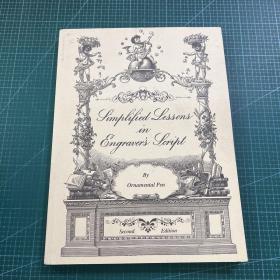 Simplified Lessons
in
Engraver's Script
By
Ornamental Pen
Second Edition